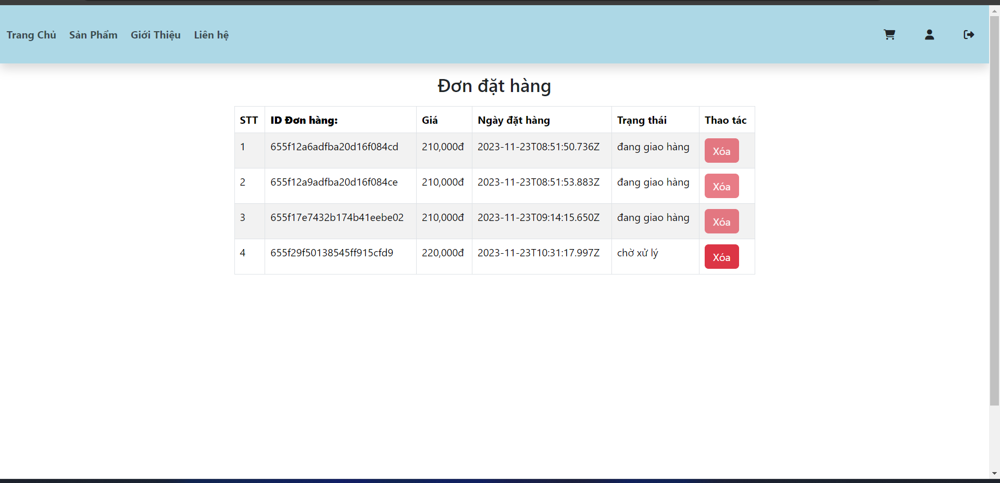 Trang Chủ Sản Phẩm Giới Thiệu Liên hệ
Đơn đặt hàng
STT ID Đơn hàng: Giá Ngày đặt hàng Trạng thái Thao tác
1 655f12a6adfba20d16f084cd 210,000đ 2023-11-23T08:51:50.736Z đang giao hàng Xóa
2 655f12a9adfba20d16f084ce 210,000đ 2023-11-23T08:51:53.883Z đang giao hàng Xóa
3 655f17e7432b174b41eebe02 210,000đ 2023-11-23T09:14:15.650Z đang giao hàng Xóa
4 655f29f50138545ff915cfd9 220,000đ 2023-11-23T10:31:17.997Z chờ xử lý Xóa